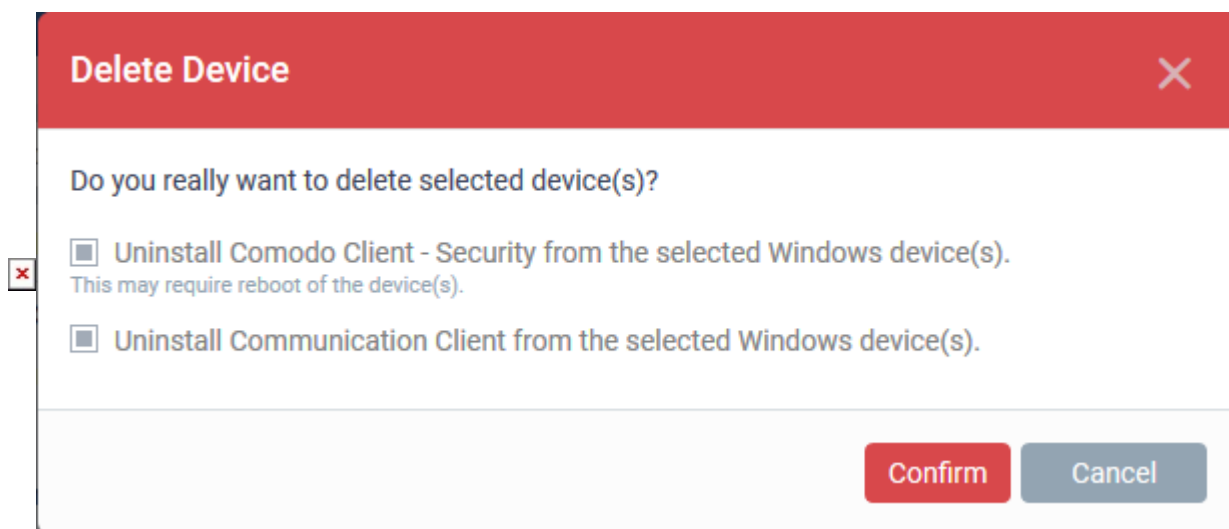 Delete Device
Do you really want to delete selected device(s)?
Uninstall Comodo Client - Security from the selected Windows device(s).
This may require reboot of the device(s).
Uninstall Communication Client from the selected Windows device(s).
Confirm Cancel